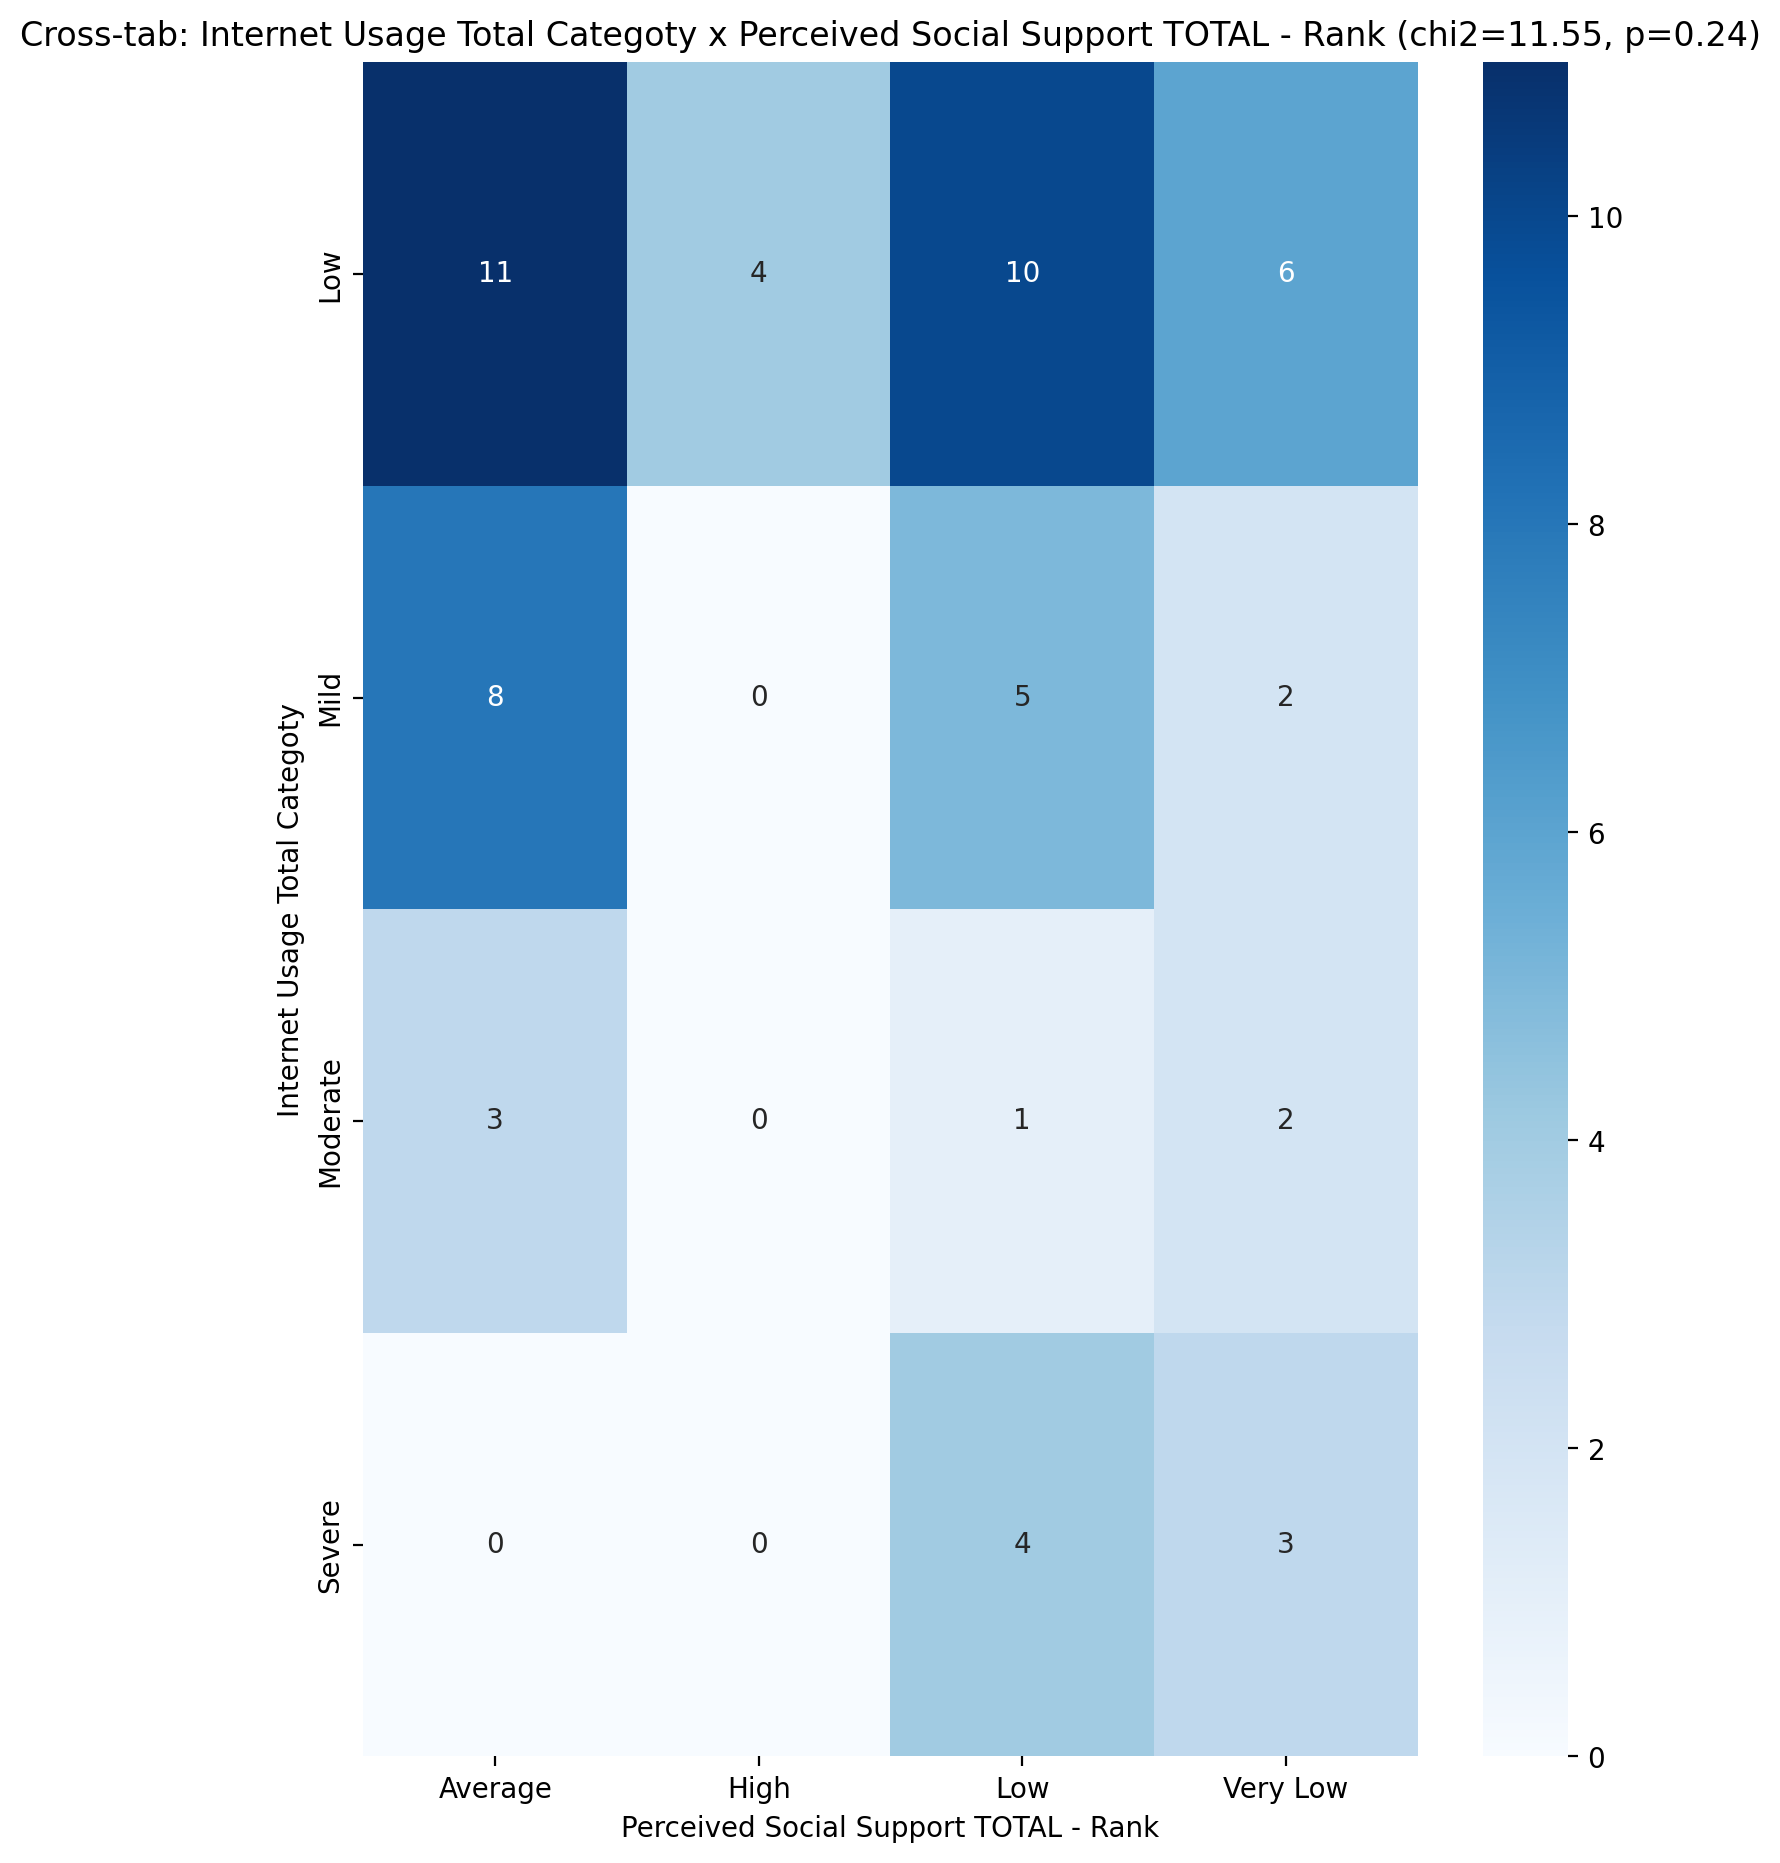 Cross-tab: Internet Usage Total Categoty x Perceived Social Support TOTAL - Rank (chi2=11.55, p=0.24)
Internet Usage Total Categoty
Low
11 4 10 6
Mild
8 0 5 2
Moderate
3 0 1 2
Severe
0 0 4 3
Average High Low Very Low
Perceived Social Support TOTAL - Rank
10
8
6
4
2
0